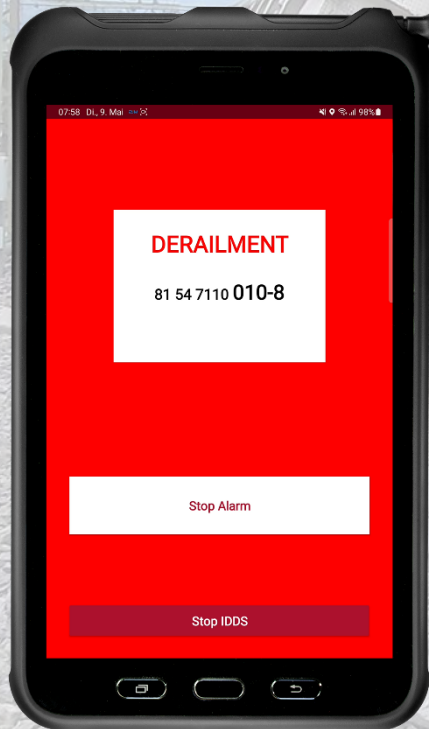 07:58 Di., 9. Mai 98%
DERAILMENT
81 54 7110 010-8
Stop Alarm
Stop IDDS